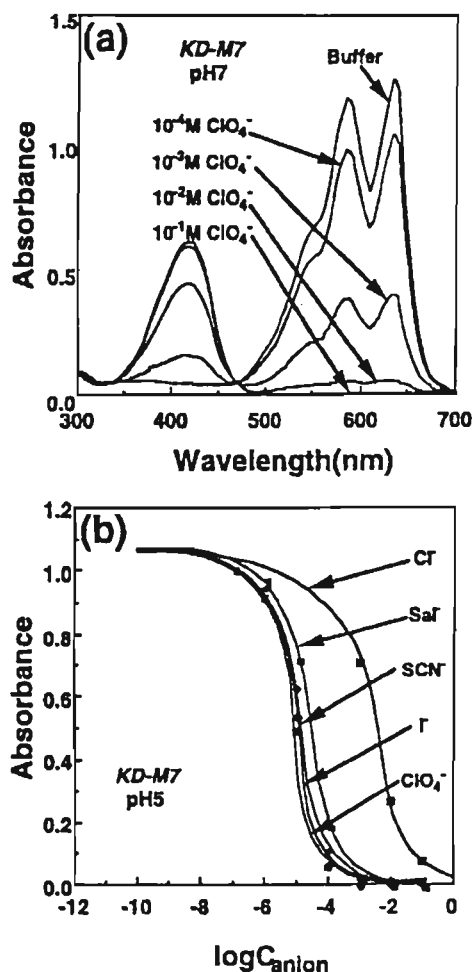 (a)
KD-M7
pH7
Buffer
10⁻⁴M ClO₄⁻
10⁻³M ClO₄⁻
10⁻²M ClO₄⁻
10⁻¹M ClO₄⁻
Absorbance
1.5
1.0
0.5
0.0
300 400 500 600 700
Wavelength(nm)
(b)
Cl⁻
Sal⁻
SCN⁻
I⁻
ClO₄⁻
KD-M7
pH5
Absorbance
1.2
1.0
0.8
0.6
0.4
0.2
0.0
-12 -10 -8 -6 -4 -2 0
logCanion